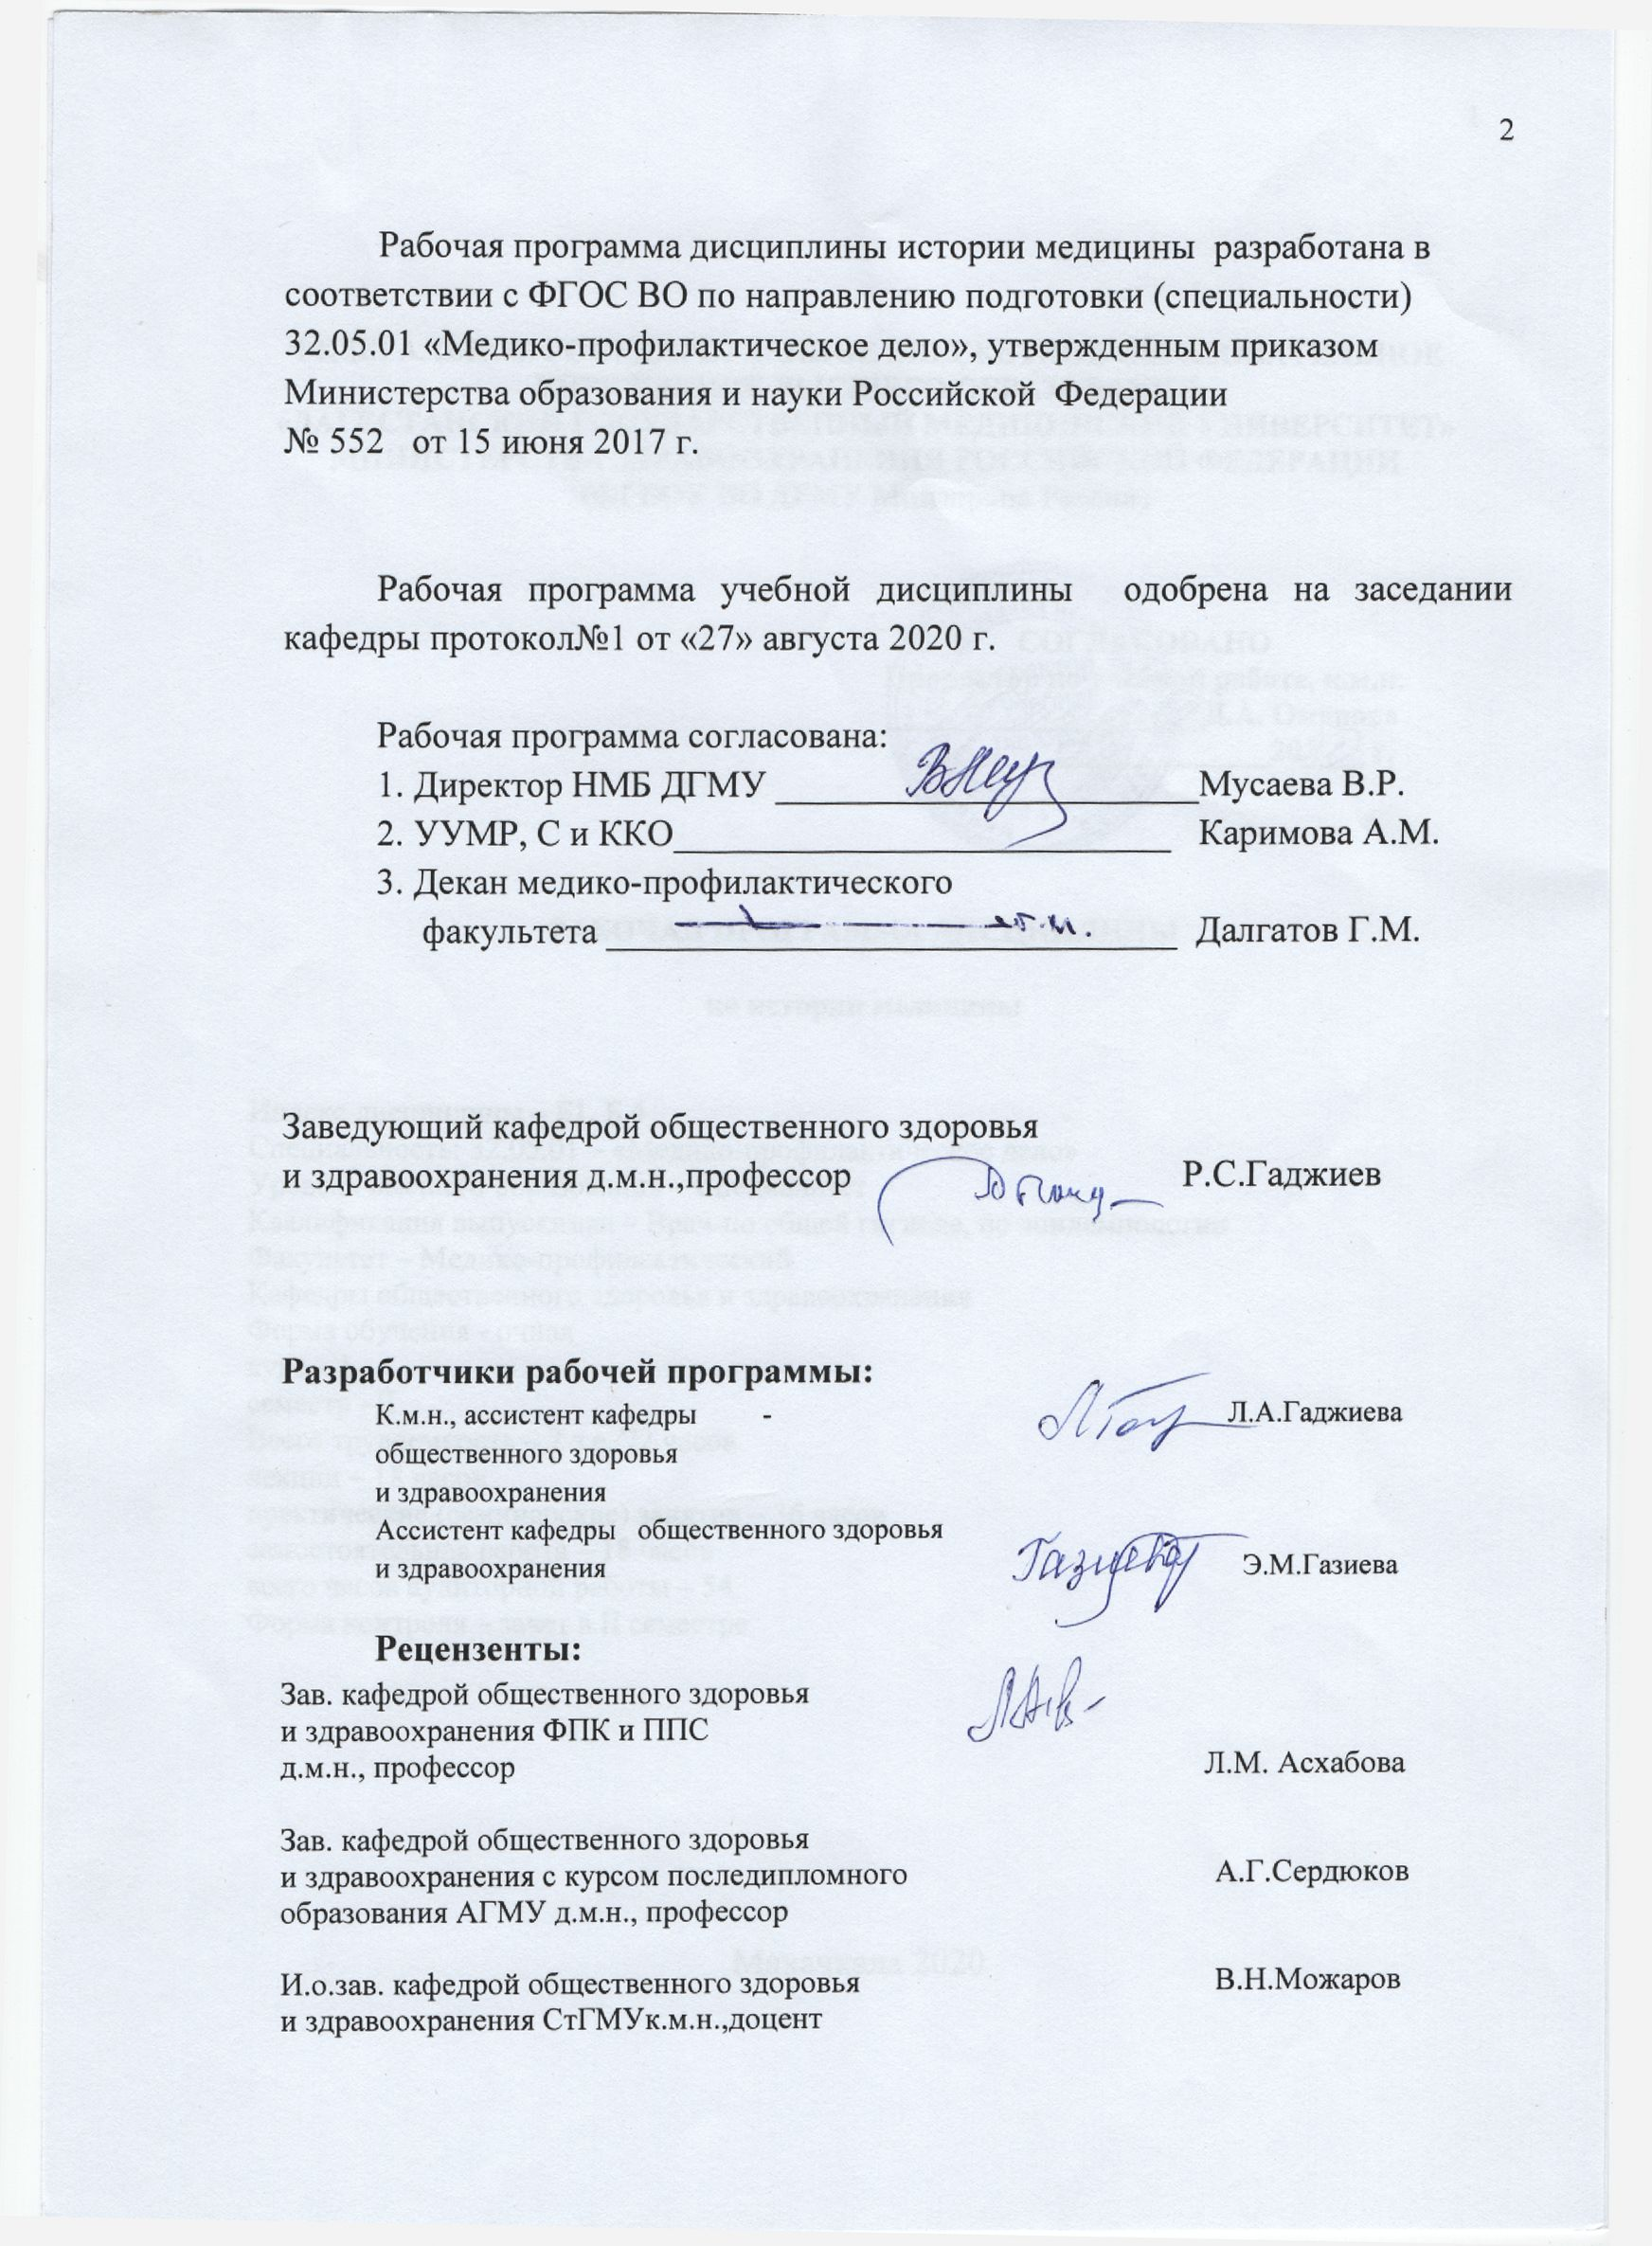 2
Рабочая программа дисциплины истории медицины разработана в
соответствии с ФГОС ВО по направлению подготовки (специальности)
32.05.01 «Медико-профилактическое дело», утвержденным приказом
Министерства образования и науки Российской Федерации
№ 552 от 15 июня 2017 г.
Рабочая программа учебной дисциплины одобрена на заседании
кафедры протокол№1 от «27» августа 2020 г.
Рабочая программа согласована:
1. Директор НМБ ДГМУ Мусаева В.Р.
2. УУМР, С и ККО Каримова А.М.
3. Декан медико-профилактического
факультета Далгатов Г.М.
Заведующий кафедрой общественного здоровья
и здравоохранения д.м.н.,профессор Р.С.Гаджиев
Разработчики рабочей программы:
К.м.н., ассистент кафедры - Л.А.Гаджиева
общественного здоровья
и здравоохранения
Ассистент кафедры общественного здоровья
и здравоохранения Э.М.Газиева
Рецензенты:
Зав. кафедрой общественного здоровья
и здравоохранения ФПК и ППС
д.м.н., профессор Л.М. Асхабова
Зав. кафедрой общественного здоровья
и здравоохранения с курсом последипломного А.Г.Сердюков
образования АГМУ д.м.н., профессор
И.о.зав. кафедрой общественного здоровья В.Н.Можаров
и здравоохранения СтГМУк.м.н.,доцент